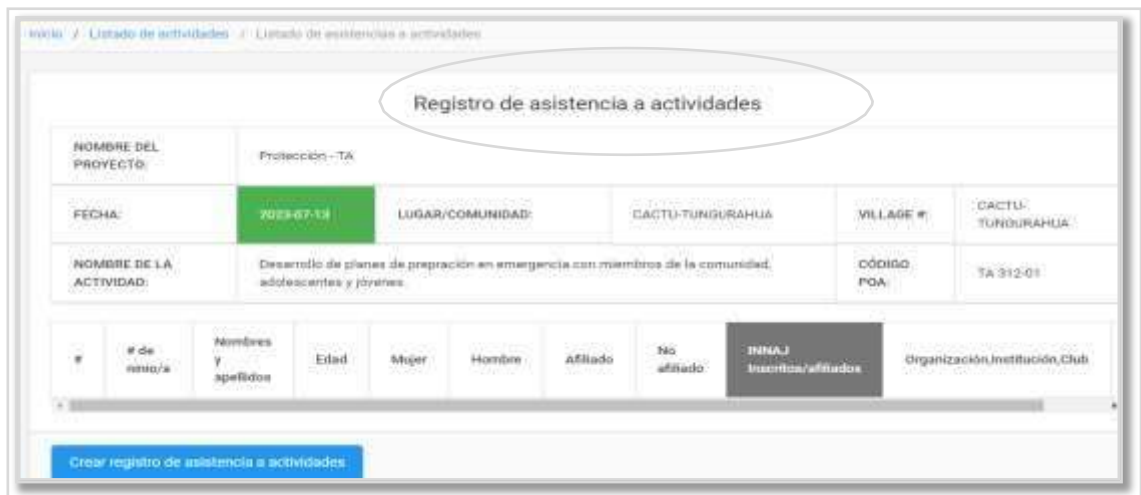 Inicio / Listado de actividades / Listado de asistencias a actividades
Registro de asistencia a actividades
NOMBRE DEL
PROYECTO:
Protección - TA
FECHA:
2023-07-13
LUGAR/COMUNIDAD:
CACTU-TUNGURAHUA
VILLAGE #:
CACTU-
TUNGURAHUA
NOMBRE DE LA
ACTIVIDAD:
Desarrollo de planes de prepración en emergencia con miembros de la comunidad,
adolescentes y jóvenes.
CÓDIGO
POA:
TA 312-01
#
# de
ninio/a
Nombres
y
apellidos
Edad
Mujer
Hombre
Afiliado
No
afiliado
INNAJ
Inscritos/afiliados
Organización,Institución,Club
Crear registro de asistencia a actividades